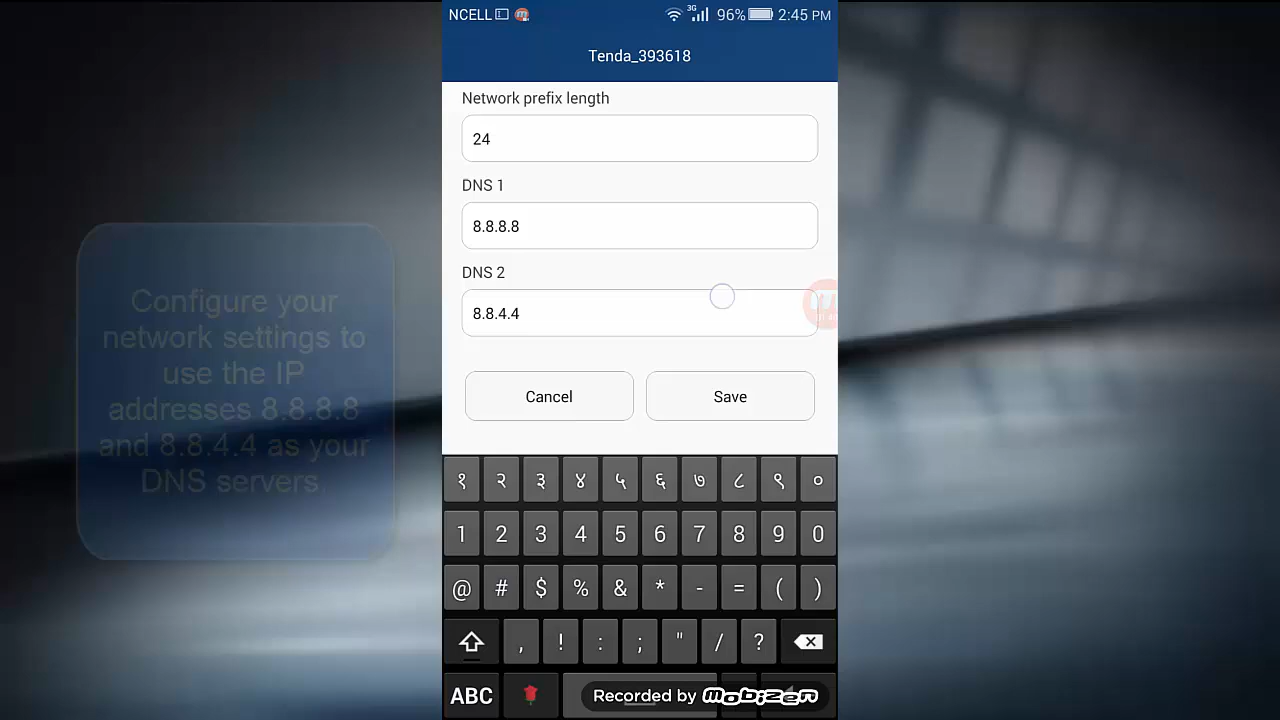 NCELL 3G 96% 2:45 PM
Tenda_393618
Network prefix length
24
DNS 1
8.8.8.8
DNS 2
8.8.4.4
Cancel Save
Configure your
network settings to
use the IP
addresses 8.8.8.8
and 8.8.4.4 as your
DNS servers.
१ २ ३ ४ ५ ६ ७ ८ ९ ०
1 2 3 4 5 6 7 8 9 0
@ # $ % & * - = ( )
, ! : ; " / ?
ABC
Recorded by mobizen